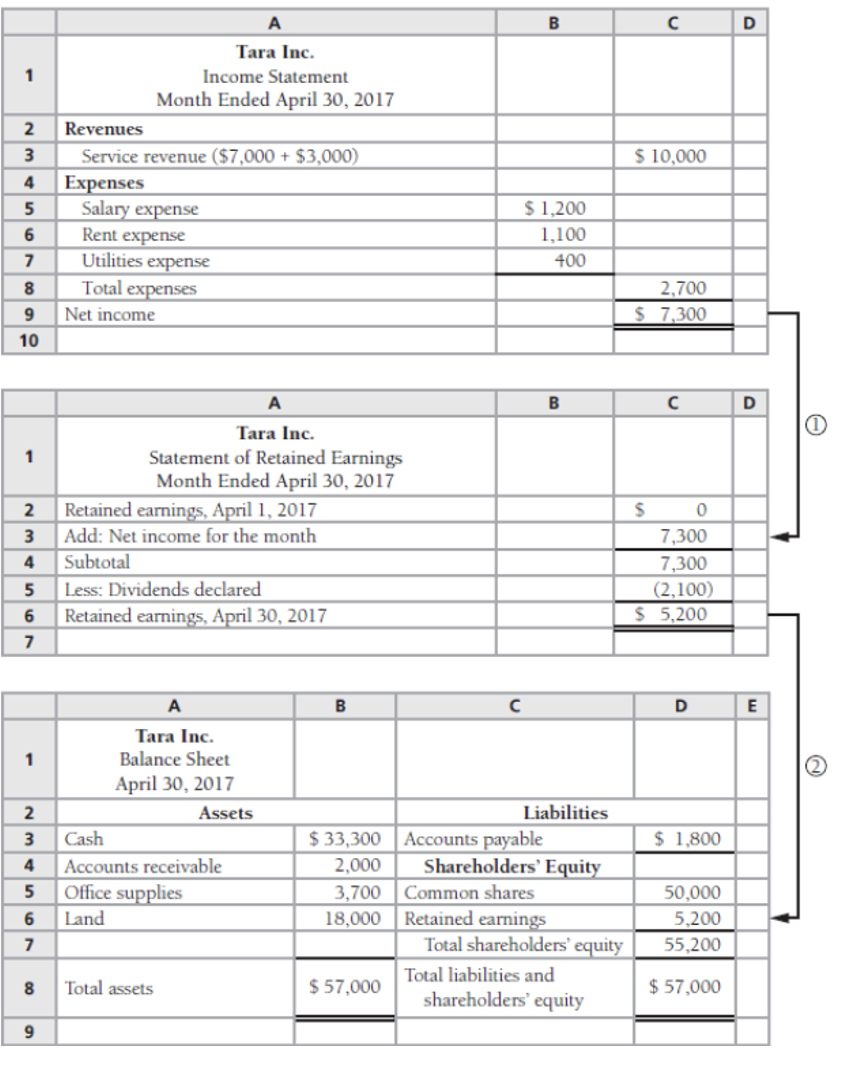 A B C D
1 Tara Inc.
Income Statement
Month Ended April 30, 2017
2 Revenues
3 Service revenue ($7,000 + $3,000) $ 10,000
4 Expenses
5 Salary expense $ 1,200
6 Rent expense 1,100
7 Utilities expense 400
8 Total expenses 2,700
9 Net income $ 7,300
10
①
A B C D
1 Tara Inc.
Statement of Retained Earnings
Month Ended April 30, 2017
2 Retained earnings, April 1, 2017 $ 0
3 Add: Net income for the month 7,300
4 Subtotal 7,300
5 Less: Dividends declared (2,100)
6 Retained earnings, April 30, 2017 $ 5,200
7
②
A B C D E
1 Tara Inc.
Balance Sheet
April 30, 2017
2 Assets Liabilities
3 Cash $ 33,300 Accounts payable $ 1,800
4 Accounts receivable 2,000 Shareholders' Equity
5 Office supplies 3,700 Common shares 50,000
6 Land 18,000 Retained earnings 5,200
7 Total shareholders' equity 55,200
8 Total assets $ 57,000 Total liabilities and
shareholders' equity $ 57,000
9